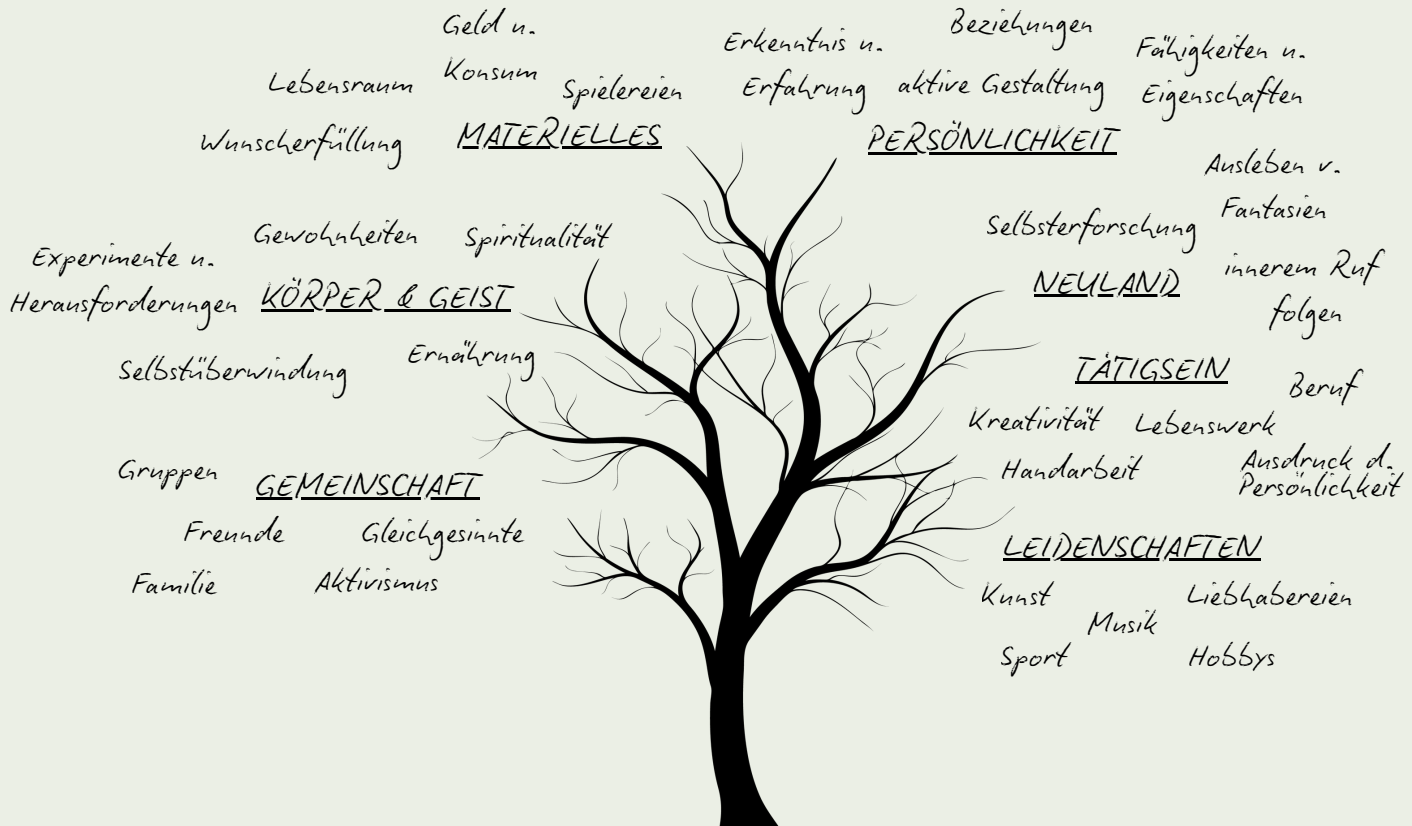 Geld u.
Konsum
Lebensraum
Spielereien
Wunscherfüllung
MATERIELLES
Erkenntnis u.
Erfahrung
Beziehungen
aktive Gestaltung
Fähigkeiten u.
Eigenschaften
PERSÖNLICHKEIT
Gewohnheiten
Spiritualität
Experimente u.
Herausforderungen
KÖRPER & GEIST
Selbstüberwindung
Ernährung
Ausleben v.
Fantasien
Selbsterforschung
NEULAND
innerem Ruf
folgen
TÄTIGSEIN
Beruf
Kreativität
Lebenswerk
Handarbeit
Ausdruck d.
Persönlichkeit
Gruppen
GEMEINSCHAFT
Freunde
Gleichgesinnte
Familie
Aktivismus
LEIDENSCHAFTEN
Kunst
Liebhabereien
Musik
Sport
Hobbys